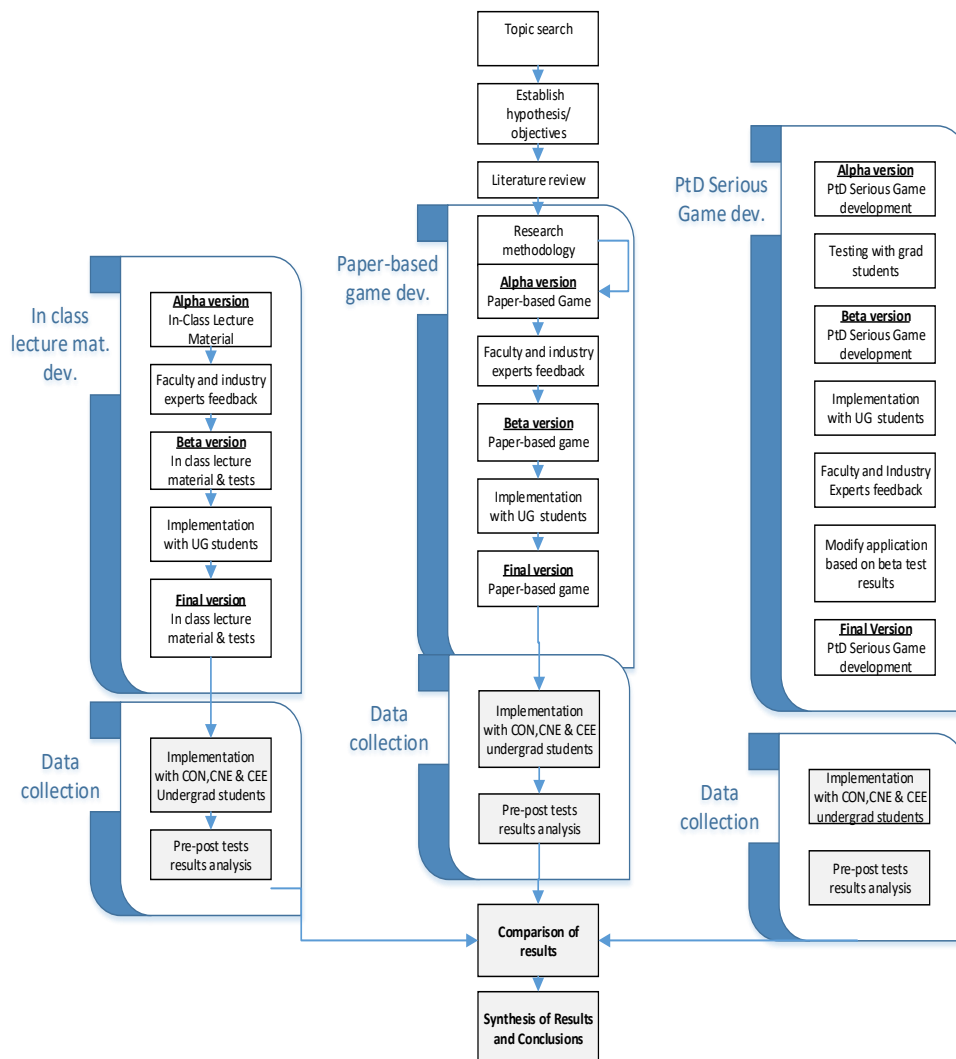 Topic search
Establish
hypothesis/
objectives
Literature review
In class
lecture mat.
dev.
Alpha version
In-Class Lecture
Material
Faculty and industry
experts feedback
Beta version
In class lecture
material & tests
Implementation
with UG students
Final version
In class lecture
material & tests
Data
collection
Implementation
with CON,CNE & CEE
Undergrad students
Pre-post tests
results analysis
Paper-based
game dev.
Research
methodology
Alpha version
Paper-based Game
Faculty and industry
experts feedback
Beta version
Paper-based game
Implementation
with UG students
Final version
Paper-based game
Data
collection
Implementation
with CON,CNE & CEE
undergrad students
Pre-post tests
results analysis
PtD Serious
Game dev.
Alpha version
PtD Serious Game
development
Testing with grad
students
Beta version
PtD Serious Game
development
Implementation
with UG students
Faculty and Industry
Experts feedback
Modify application
based on beta test
results
Final Version
PtD Serious Game
development
Data
collection
Implementation
with CON,CNE & CEE
undergrad students
Pre-post tests
results analysis
Comparison of
results
Synthesis of Results
and Conclusions